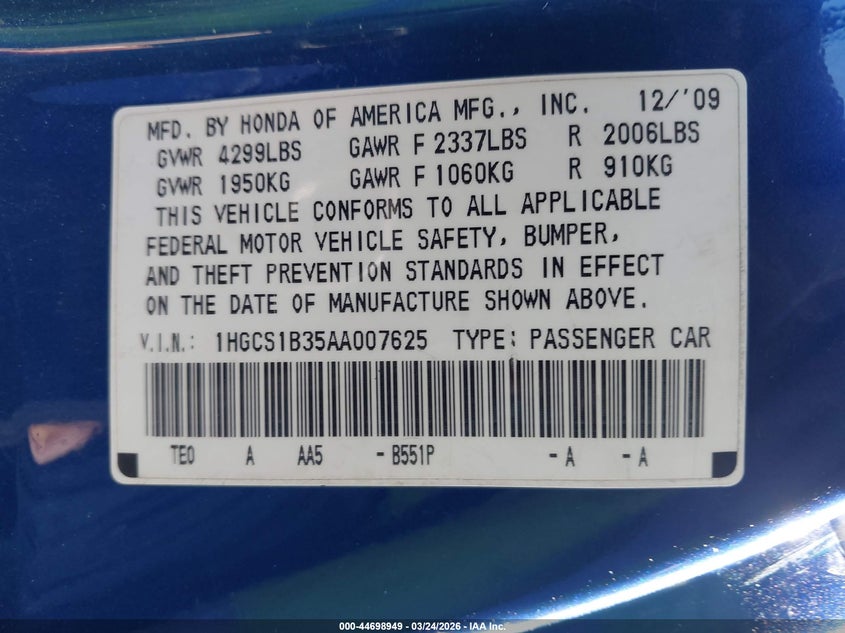 MFD. BY HONDA OF AMERICA MFG., INC. 12/'09
GVWR 4299LBS GAWR F 2337LBS R 2006LBS
GVWR 1950KG GAWR F 1060KG R 910KG
THIS VEHICLE CONFORMS TO ALL APPLICABLE
FEDERAL MOTOR VEHICLE SAFETY, BUMPER,
AND THEFT PREVENTION STANDARDS IN EFFECT
ON THE DATE OF MANUFACTURE SHOWN ABOVE.
V.I.N.: 1HGCS1B35AA007625 TYPE: PASSENGER CAR
TE0 A AA5 - B551P - A - A
000-44698949 - 03/24/2026 - IAA Inc.